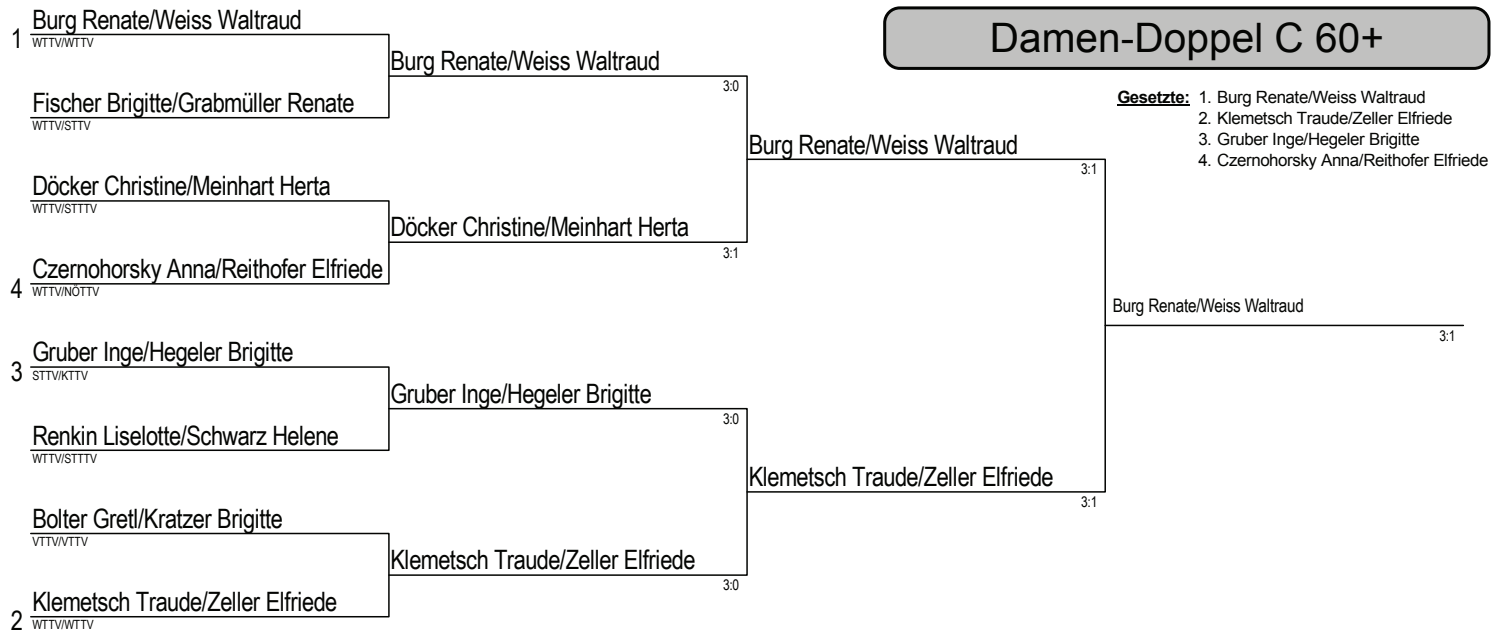 Damen-Doppel C 60+
Gesetzte: 1. Burg Renate/Weiss Waltraud
2. Klemetsch Traude/Zeller Elfriede
3. Gruber Inge/Hegeler Brigitte
4. Czernohorsky Anna/Reithofer Elfriede
1 Burg Renate/Weiss Waltraud
WTTV/WTTV
Fischer Brigitte/Grabmüller Renate
WTTV/STTV
Döcker Christine/Meinhart Herta
WTTV/STTTV
4 Czernohorsky Anna/Reithofer Elfriede
WTTV/NÖTTV
3 Gruber Inge/Hegeler Brigitte
STTV/KTTV
Renkin Liselotte/Schwarz Helene
WTTV/STTTV
Bolter Gretl/Kratzer Brigitte
VTTV/VTTV
2 Klemetsch Traude/Zeller Elfriede
WTTV/WTTV
Burg Renate/Weiss Waltraud
3:0
Döcker Christine/Meinhart Herta
3:1
Gruber Inge/Hegeler Brigitte
3:0
Klemetsch Traude/Zeller Elfriede
3:0
Burg Renate/Weiss Waltraud
3:1
Klemetsch Traude/Zeller Elfriede
3:1
Burg Renate/Weiss Waltraud
3:1